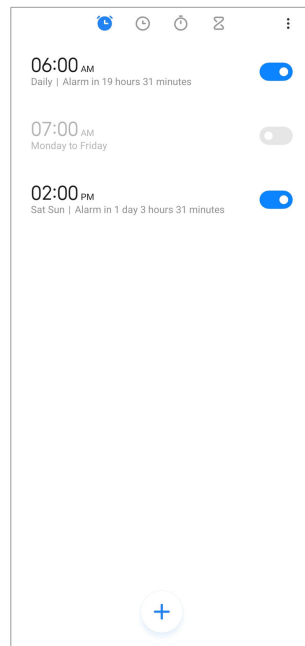 06:00 AM
Daily | Alarm in 19 hours 31 minutes
07:00 AM
Monday to Friday
02:00 PM
Sat Sun | Alarm in 1 day 3 hours 31 minutes